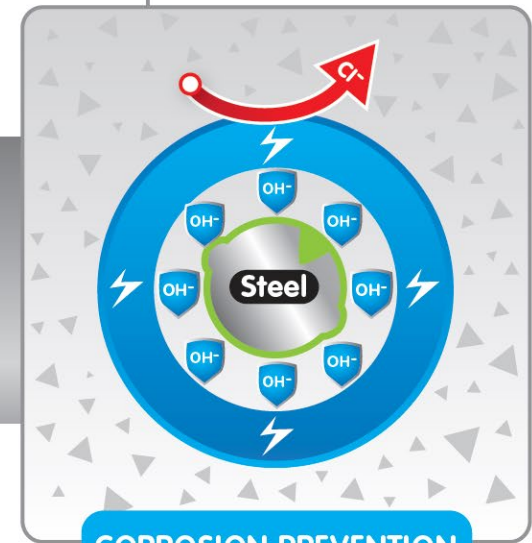 Cl-
OH-
OH-
OH-
OH-
Steel
OH-
OH-
OH-
OH-
CORROSION PREVENTION